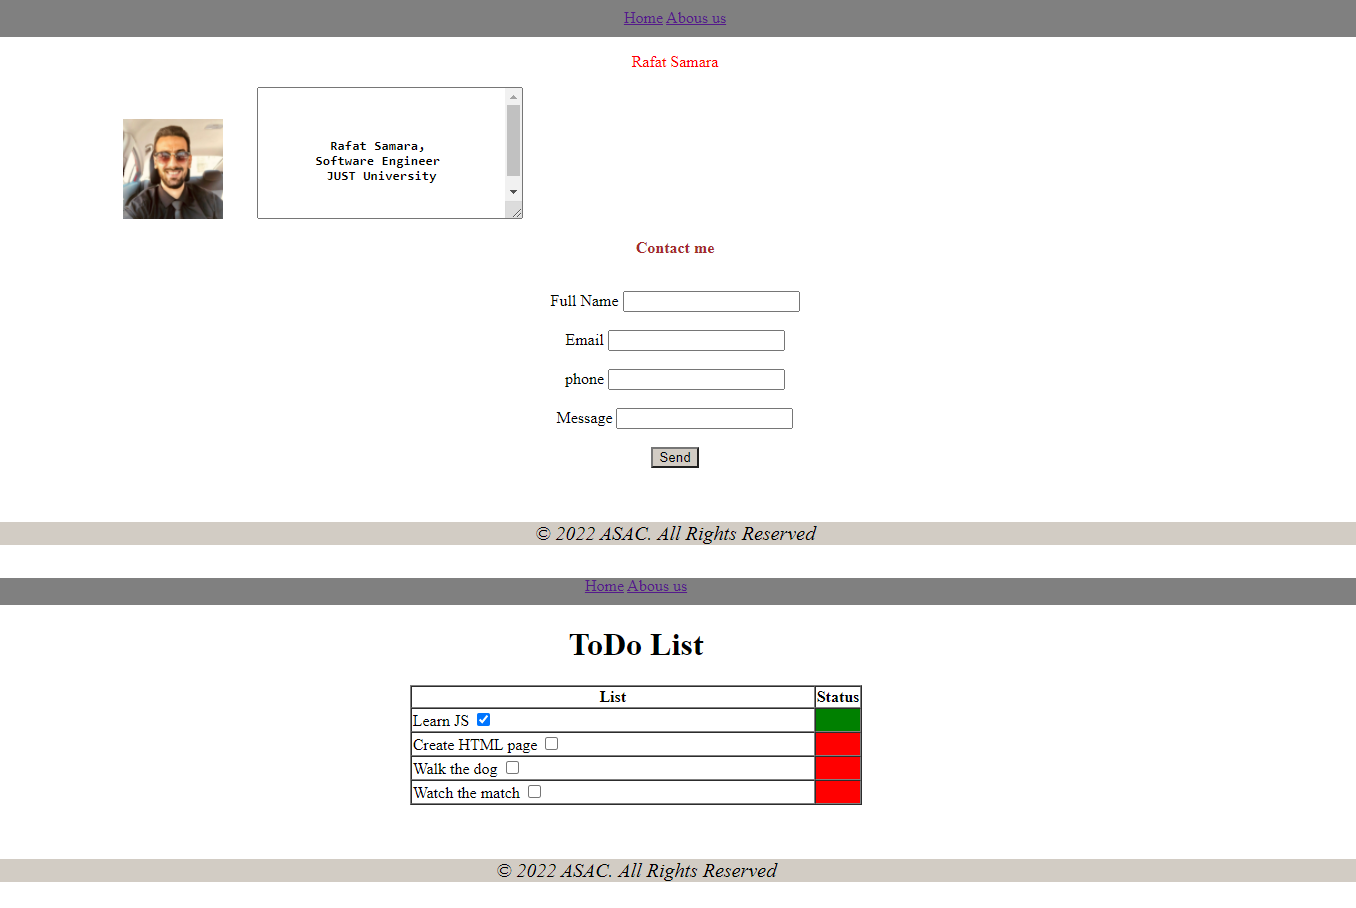 Home Abous us
Rafat Samara
Rafat Samara,
Software Engineer
JUST University
Contact me
Full Name
Email
phone
Message
Send
© 2022 ASAC. All Rights Reserved
Home Abous us
ToDo List
List Status
Learn JS
Create HTML page
Walk the dog
Watch the match
© 2022 ASAC. All Rights Reserved